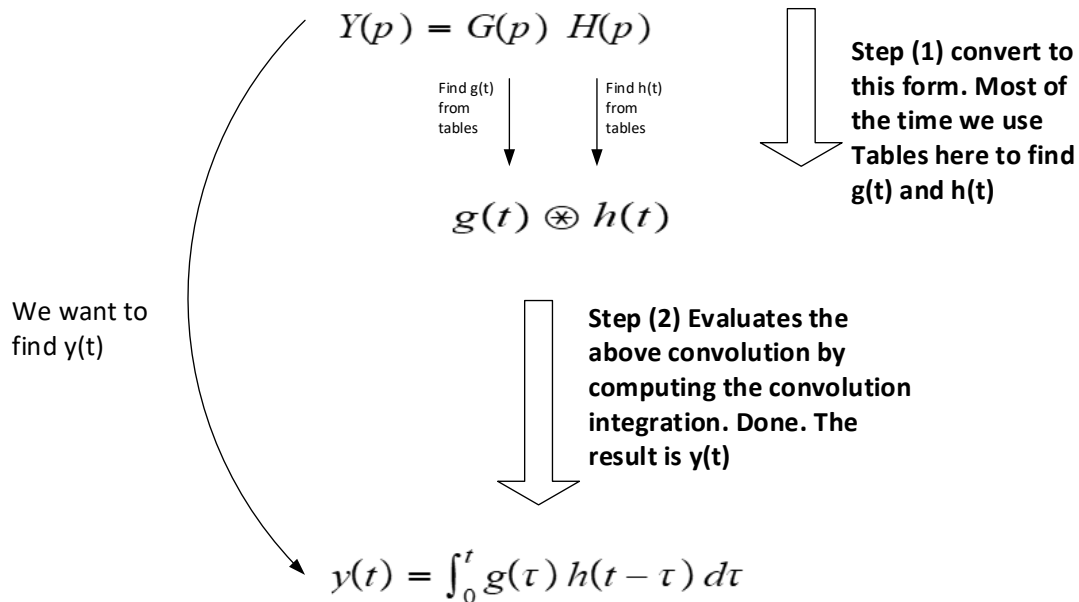 Y(p) = G(p) H(p)
Step (1) convert to
this form. Most of
the time we use
Tables here to find
g(t) and h(t)
Find g(t)
from
tables
Find h(t)
from
tables
g(t) ⊛ h(t)
We want to
find y(t)
Step (2) Evaluates the
above convolution by
computing the convolution
integration. Done. The
result is y(t)
y(t) = ∫₀ᵗ g(τ) h(t − τ) dτ